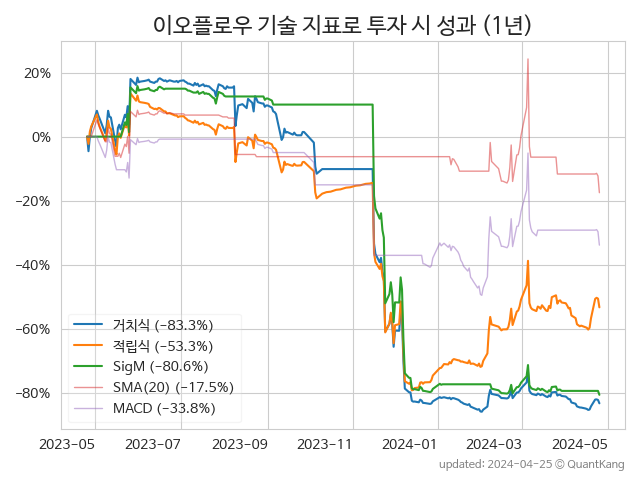 이오플로우 기술 지표로 투자 시 성과 (1년)
20%
0%
−20%
−40%
−60%
−80%
거치식 (−83.3%)
적립식 (−53.3%)
SigM (−80.6%)
SMA(20) (−17.5%)
MACD (−33.8%)
2023−05
2023−07
2023−09
2023−11
2024−01
2024−03
2024−05
updated: 2024−04−25 © QuantKang